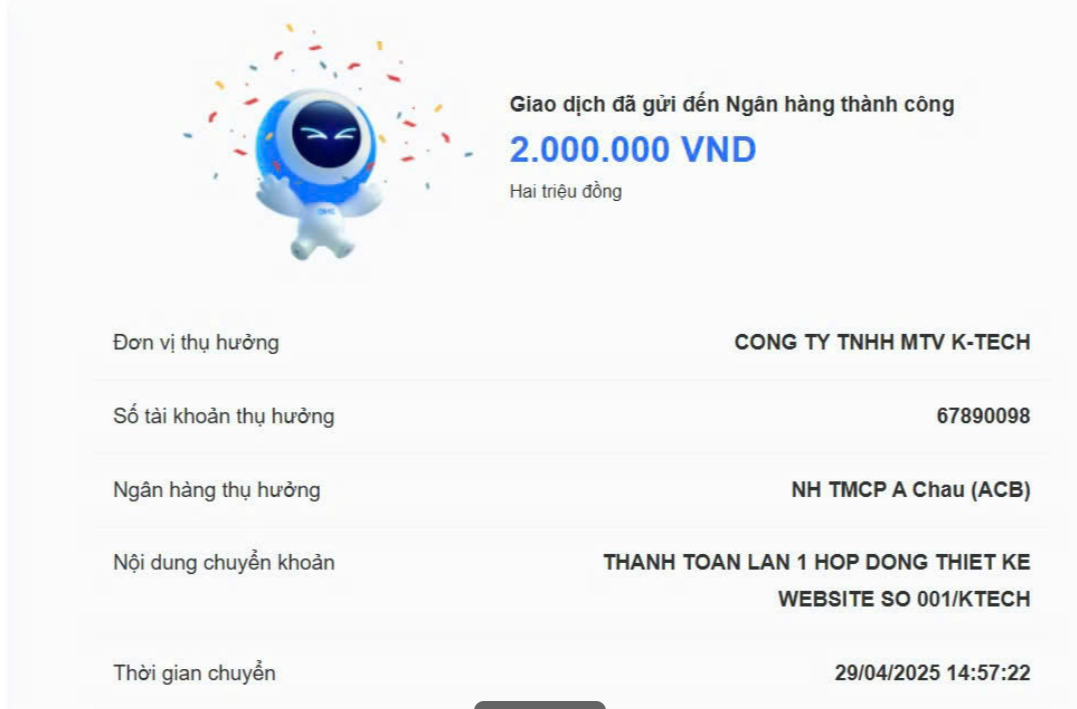 Giao dịch đã gửi đến Ngân hàng thành công
2.000.000 VND
Hai triệu đồng
Đơn vị thụ hưởng CONG TY TNHH MTV K-TECH
Số tài khoản thụ hưởng 67890098
Ngân hàng thụ hưởng NH TMCP A Chau (ACB)
Nội dung chuyển khoản THANH TOAN LAN 1 HOP DONG THIET KE
WEBSITE SO 001/KTECH
Thời gian chuyển 29/04/2025 14:57:22